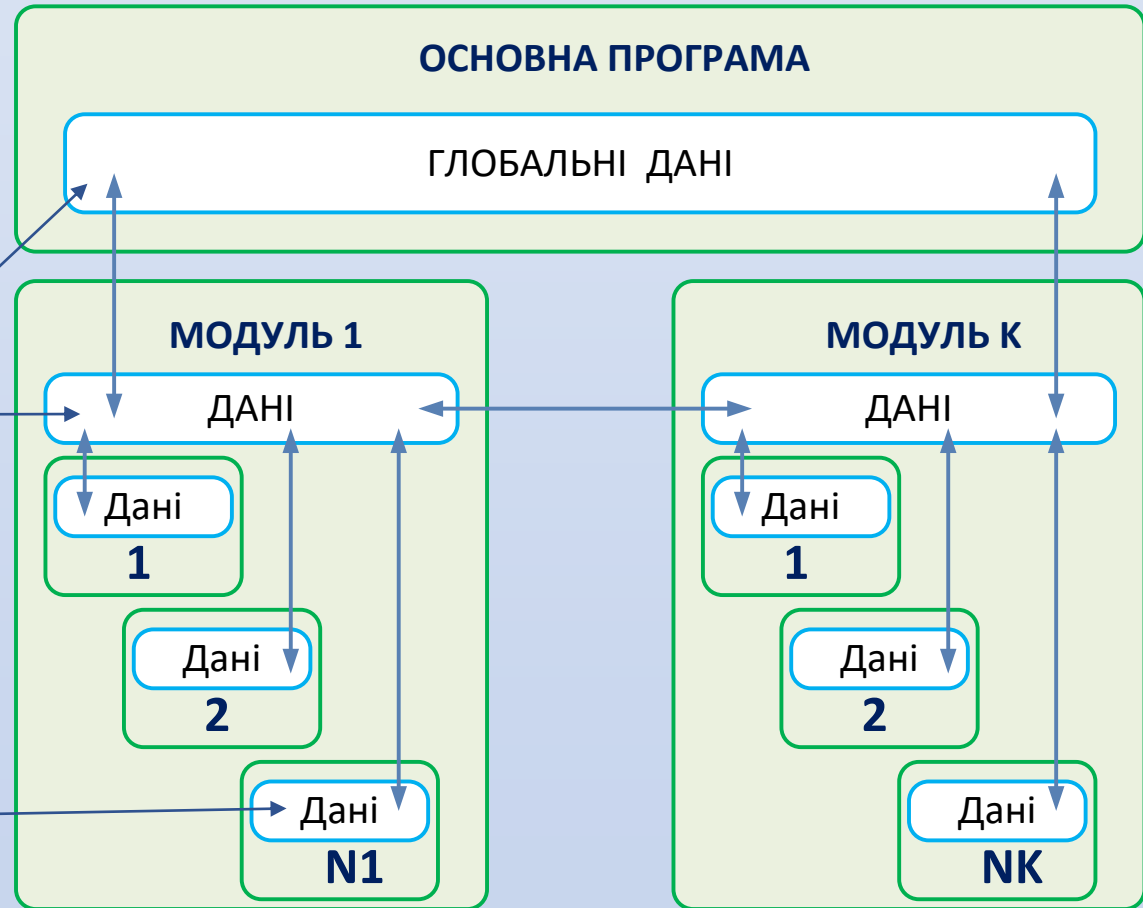 ОСНОВНА ПРОГРАМА
ГЛОБАЛЬНІ ДАНІ
МОДУЛЬ 1
ДАНІ
Дані
1
Дані
2
Дані
N1
МОДУЛЬ К
ДАНІ
Дані
1
Дані
2
Дані
NK